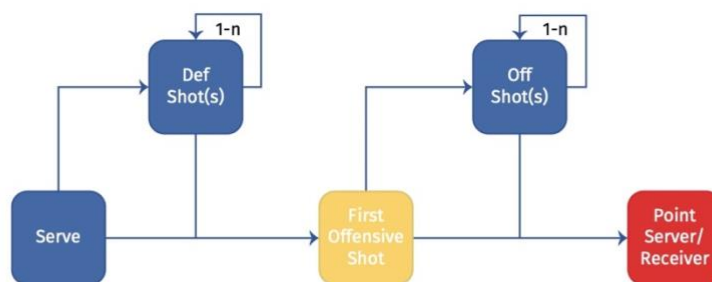 1-n
Def
Shot(s)
1-n
Off
Shot(s)
Serve
First
Offensive
Shot
Point
Server/
Receiver